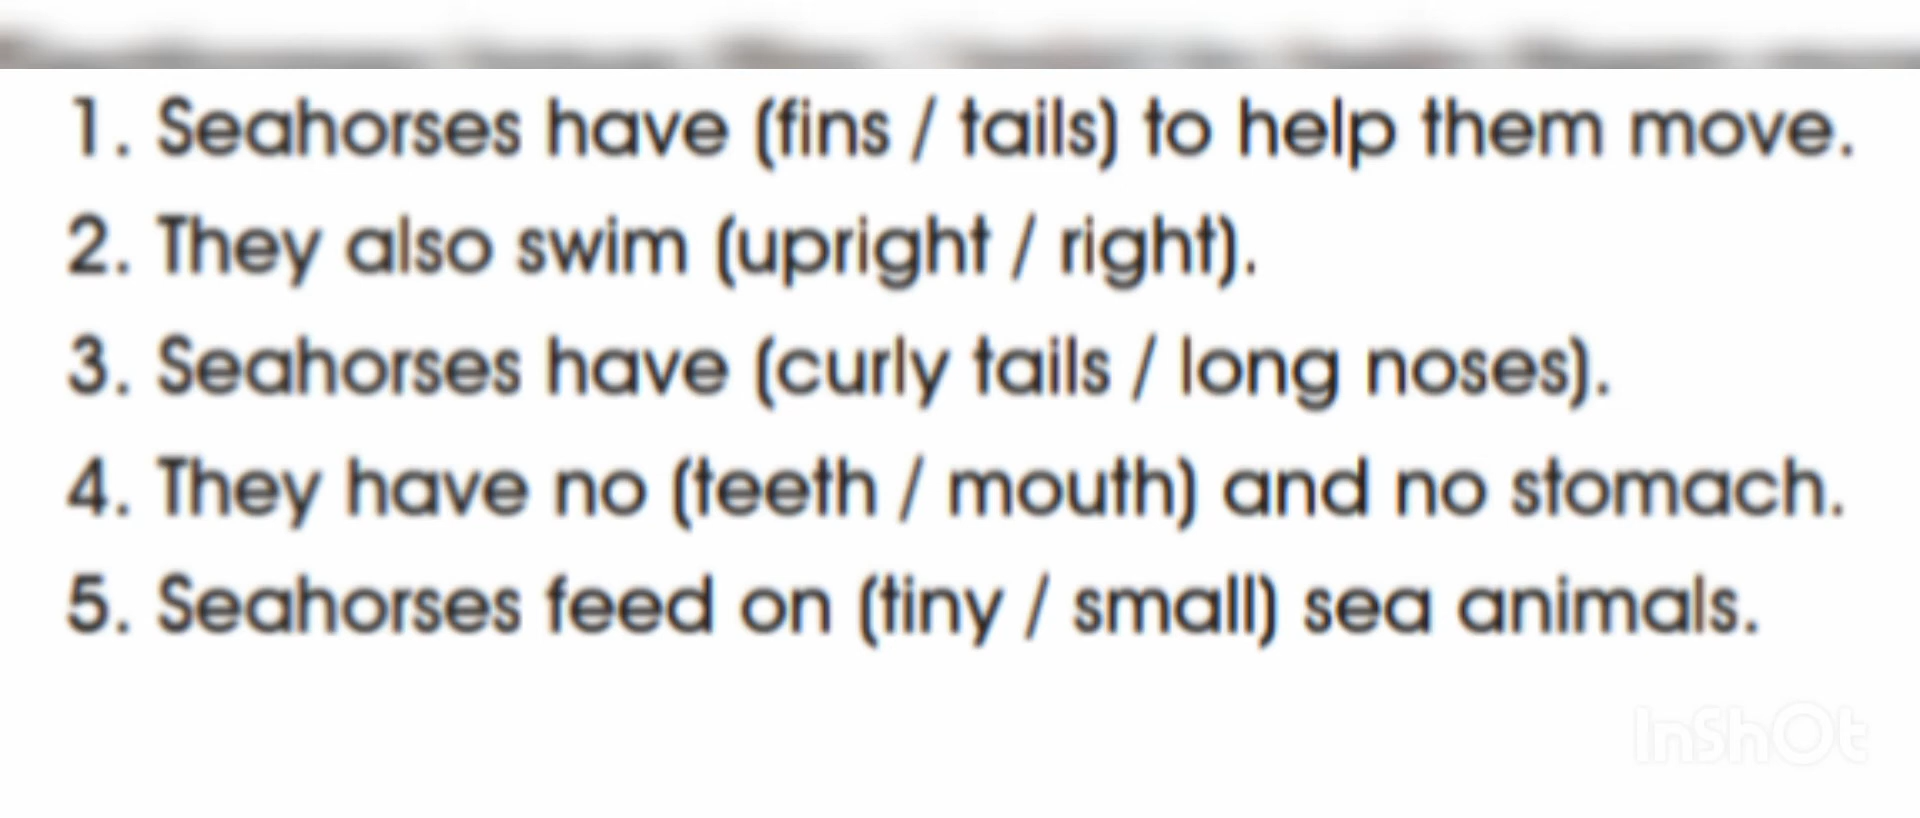 1. Seahorses have (fins / tails) to help them move.
2. They also swim (upright / right).
3. Seahorses have (curly tails / long noses).
4. They have no (teeth / mouth) and no stomach.
5. Seahorses feed on (tiny / small) sea animals.
InShOt